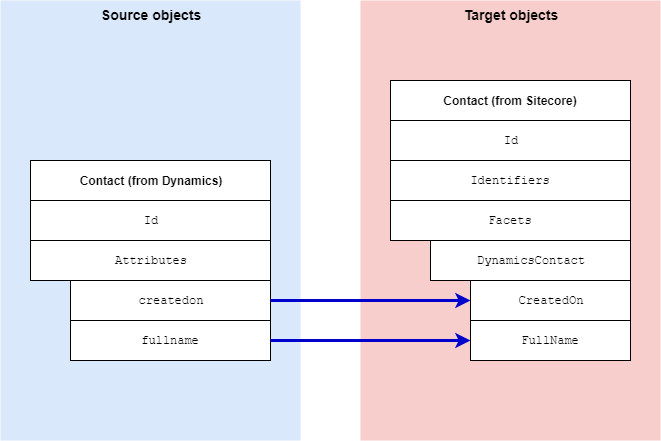 Source objects
Contact (from Dynamics)
Id
Attributes
createdon
fullname
Target objects
Contact (from Sitecore)
Id
Identifiers
Facets
DynamicsContact
CreatedOn
FullName